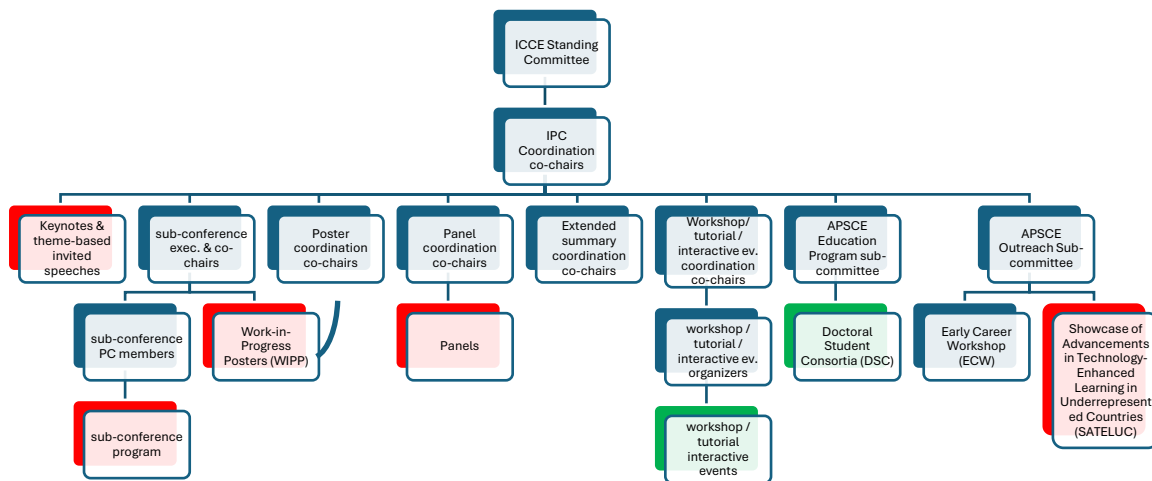 ICCE Standing
Committee
IPC
Coordination
co-chairs
Keynotes &
theme-based
invited
speeches
sub-conference
exec. & co-
chairs
Poster
coordination
co-chairs
Panel
coordination
co-chairs
Extended
summary
coordination
co-chairs
Workshop/
tutorial /
interactive ev.
coordination
co-chairs
APSCE
Education
Program sub-
committee
APSCE
Outreach Sub-
committee
sub-conference
PC members
Work-in-
Progress
Posters (WIPP)
Panels
workshop /
tutorial /
interactive ev.
organizers
Doctoral
Student
Consortia (DSC)
Early Career
Workshop
(ECW)
Showcase of
Advancements
in Technology-
Enhanced
Learning in
Underrepresent
ed Countries
(SATELUC)
sub-conference
program
workshop /
tutorial
interactive
events